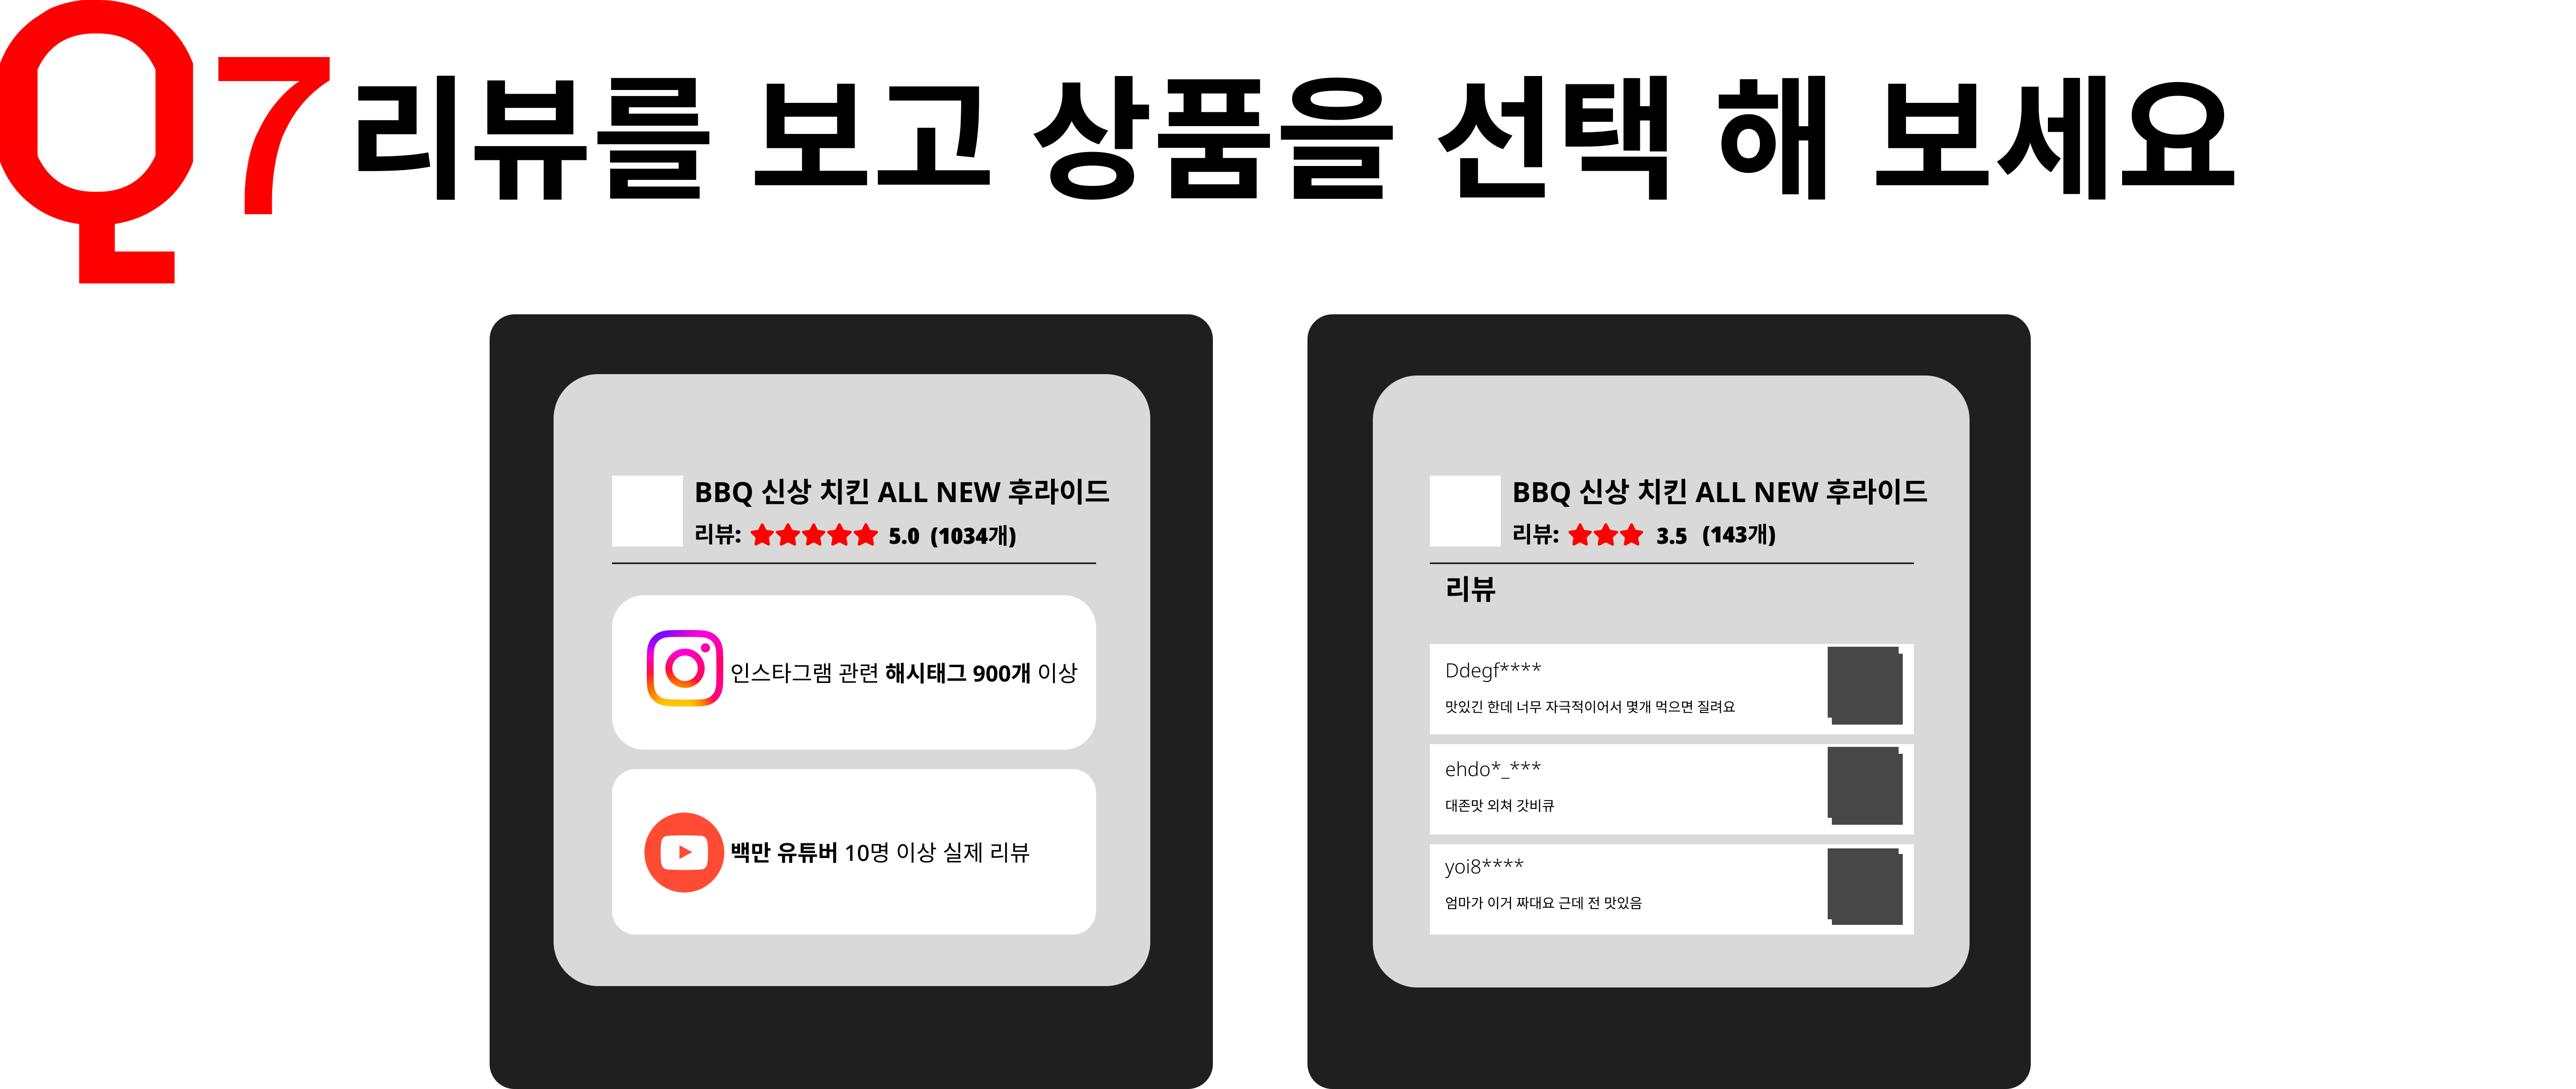 Q7 리뷰를 보고 상품을 선택 해 보세요
BBQ 신상 치킨 ALL NEW 후라이드
리뷰: 5.0 (1034개)
인스타그램 관련 해시태그 900개 이상
백만 유튜버 10명 이상 실제 리뷰
BBQ 신상 치킨 ALL NEW 후라이드
리뷰: 3.5 (143개)
리뷰
Ddegf****
맛있긴 한데 너무 자극적이어서 몇개 먹으면 질려요
ehdo*_***
대존맛 외쳐 갓비큐
yoi8****
엄마가 이거 짜대요 근데 전 맛있음